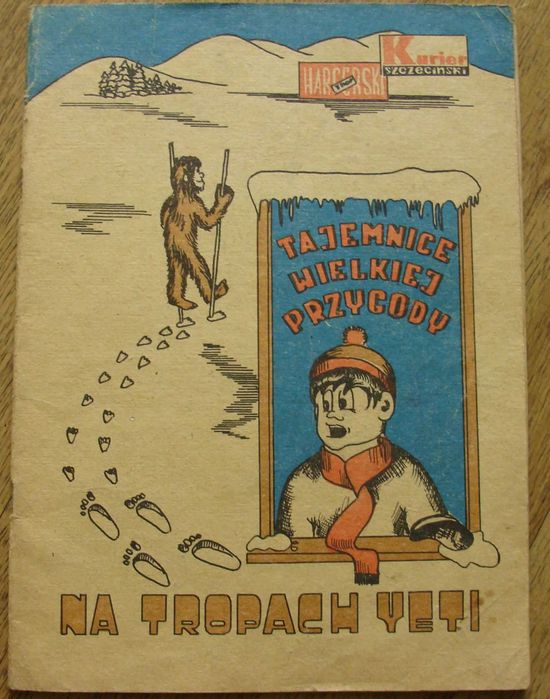 Kurier
SZCZECIŃSKI
HARCERSKI
TAJEMNICE
WIELKIEJ
PRZYGODY
NA TROPACH YETI